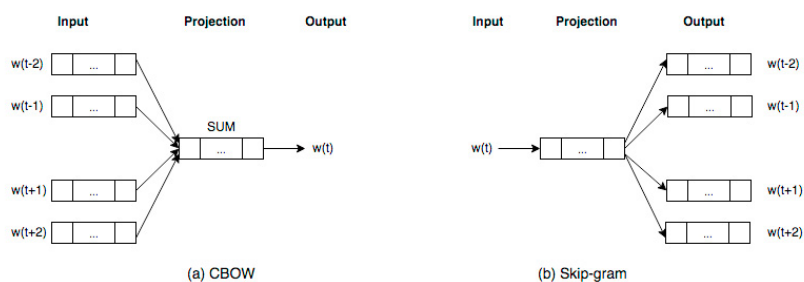 Input Projection Output Input Projection Output
w(t-2) ... ... w(t-2)
w(t-1) ... ... w(t-1)
SUM
... w(t) w(t) ...
w(t+1) ... ... w(t+1)
w(t+2) ... ... w(t+2)
(a) CBOW (b) Skip-gram